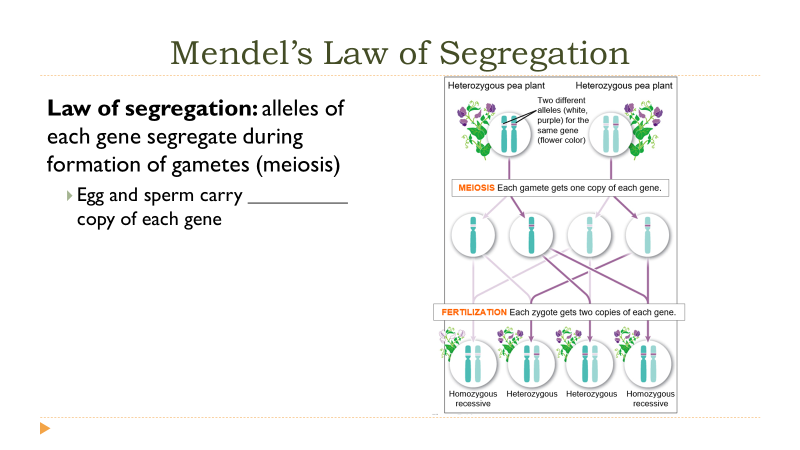 Mendel's Law of Segregation
Law of segregation: alleles of
each gene segregate during
formation of gametes (meiosis)
Egg and sperm carry __________
copy of each gene
Heterozygous pea plant
Heterozygous pea plant
Two different
alleles (white,
purple) for the
same gene
(flower color)
MEIOSIS Each gamete gets one copy of each gene.
FERTILIZATION Each zygote gets two copies of each gene.
Homozygous
recessive
Heterozygous
Heterozygous
Homozygous
recessive